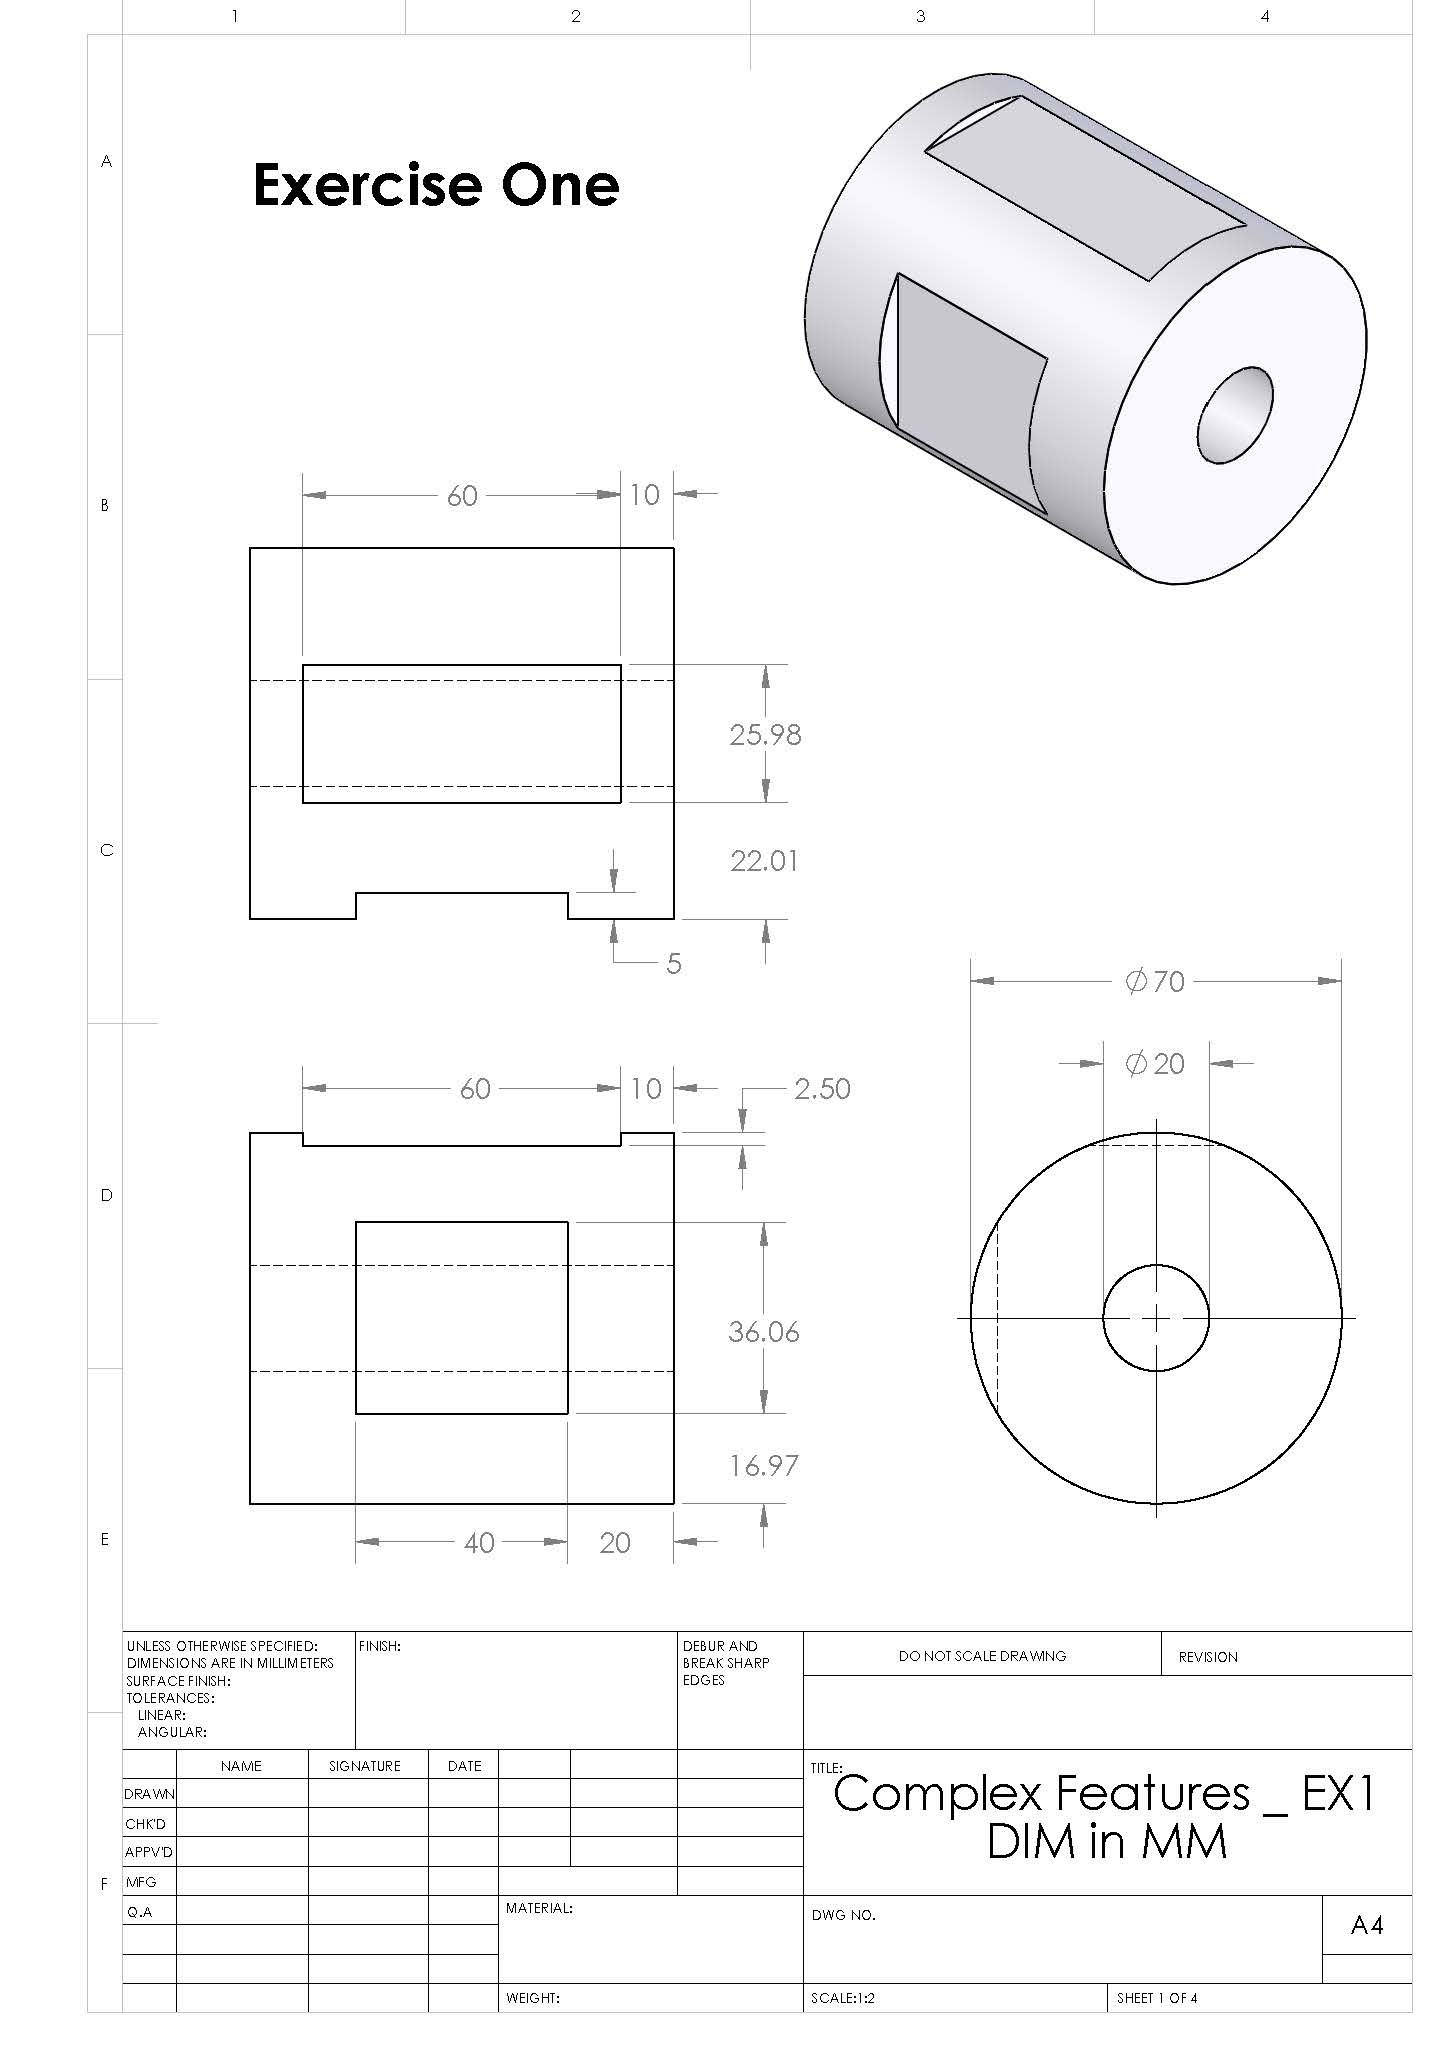 1 2 3 4
A
Exercise One
B
60 10
25.98
C
22.01
5
⌀70
60 10 2.50
⌀20
D
36.06
16.97
E
40 20
UNLESS OTHERWISE SPECIFIED:
DIMENSIONS ARE IN MILLIMETERS
SURFACE FINISH:
TOLERANCES:
LINEAR:
ANGULAR:
FINISH:
DEBUR AND
BREAK SHARP
EDGES
DO NOT SCALE DRAWING
REVISION
NAME SIGNATURE DATE
DRAWN
CHK'D
APPV'D
MFG
Q.A
TITLE:
Complex Features _ EX1
DIM in MM
F
MATERIAL:
DWG NO.
A4
WEIGHT:
SCALE:1:2
SHEET 1 OF 4